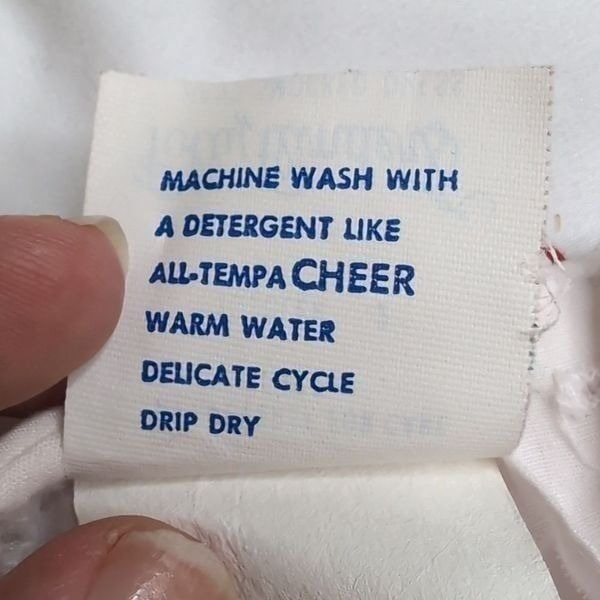 MACHINE WASH WITH
A DETERGENT LIKE
ALL-TEMPA CHEER
WARM WATER
DELICATE CYCLE
DRIP DRY